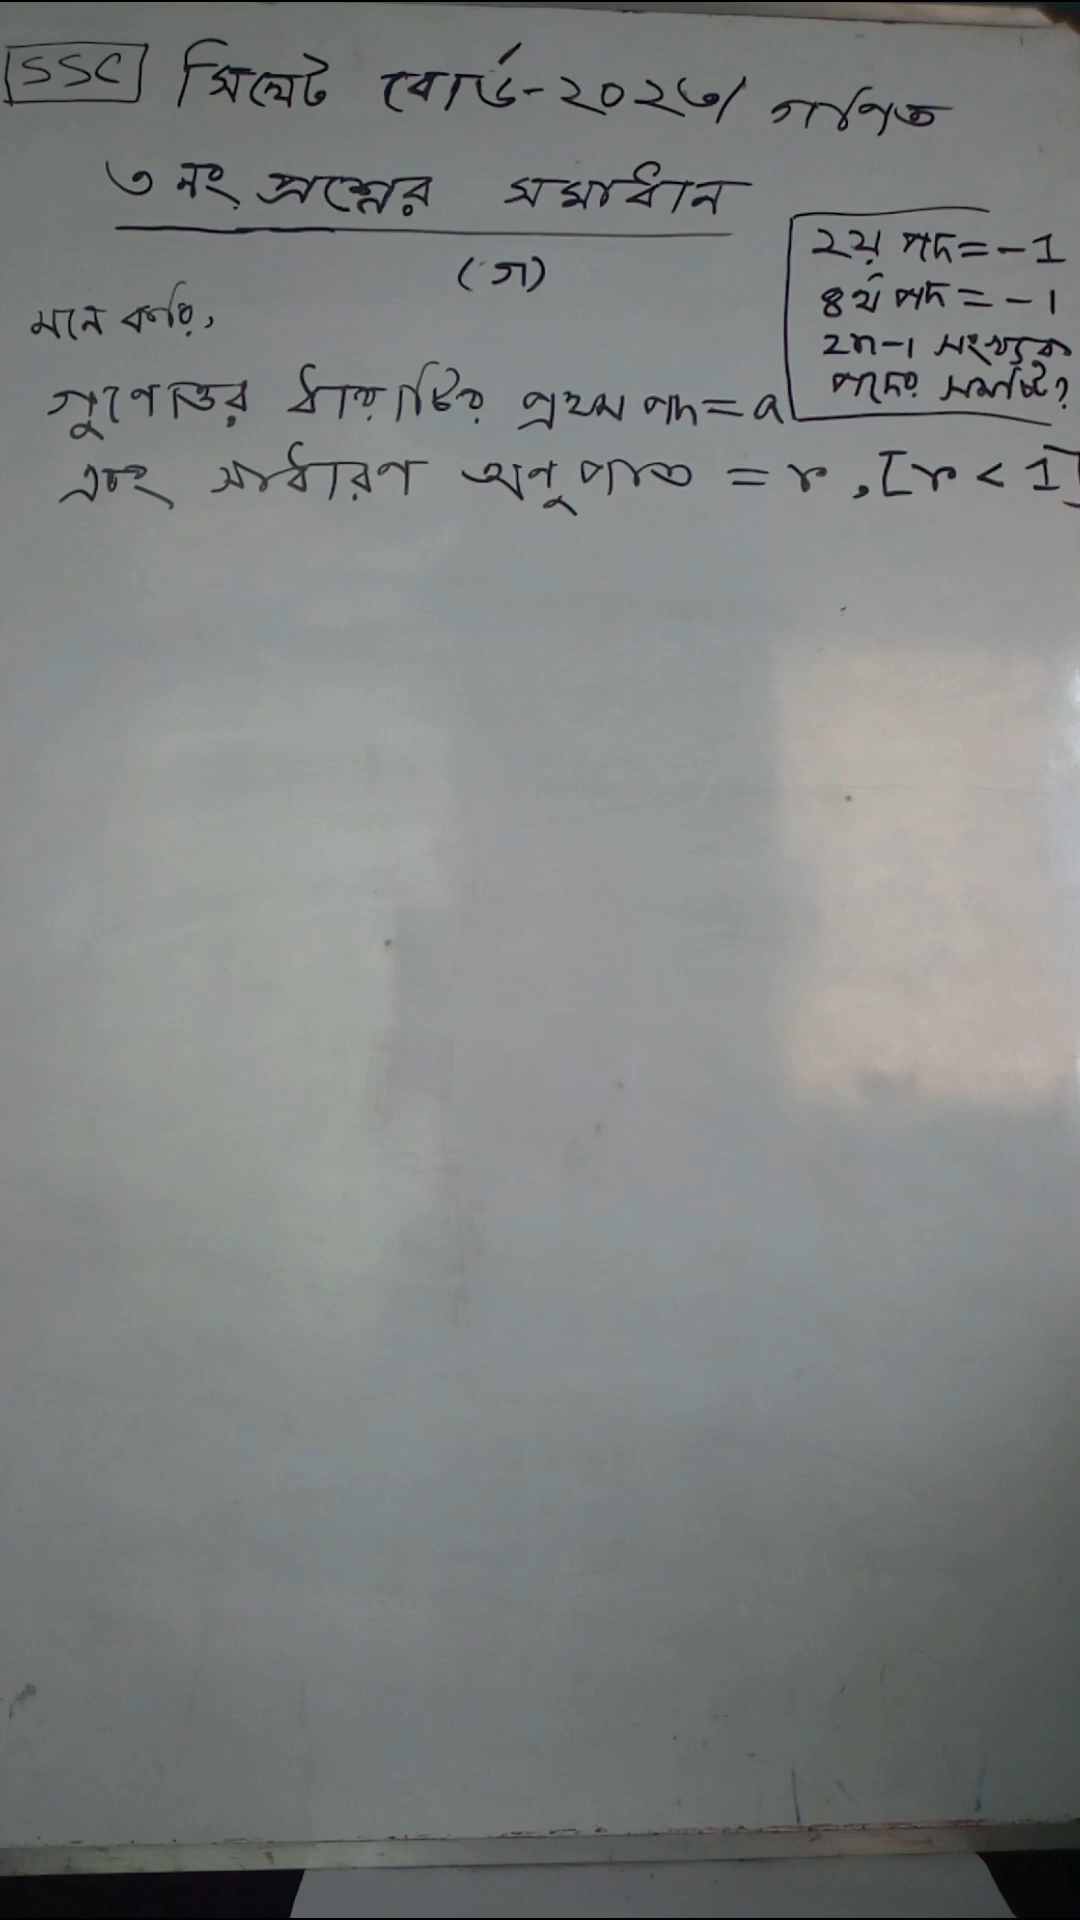 SSC সিলেট বোর্ড-২০২৩/ গণিত
৩ নং প্রশ্নের সমাধান
(গ)
২য় পদ = -1
৪র্থ পদ = -1
2n-1 সংখ্যক
পদের সমষ্টি?
মনে করি,
গুণোত্তর ধারাটির প্রথম পদ = a
এবং সাধারণ অনুপাত = r, [r < 1]